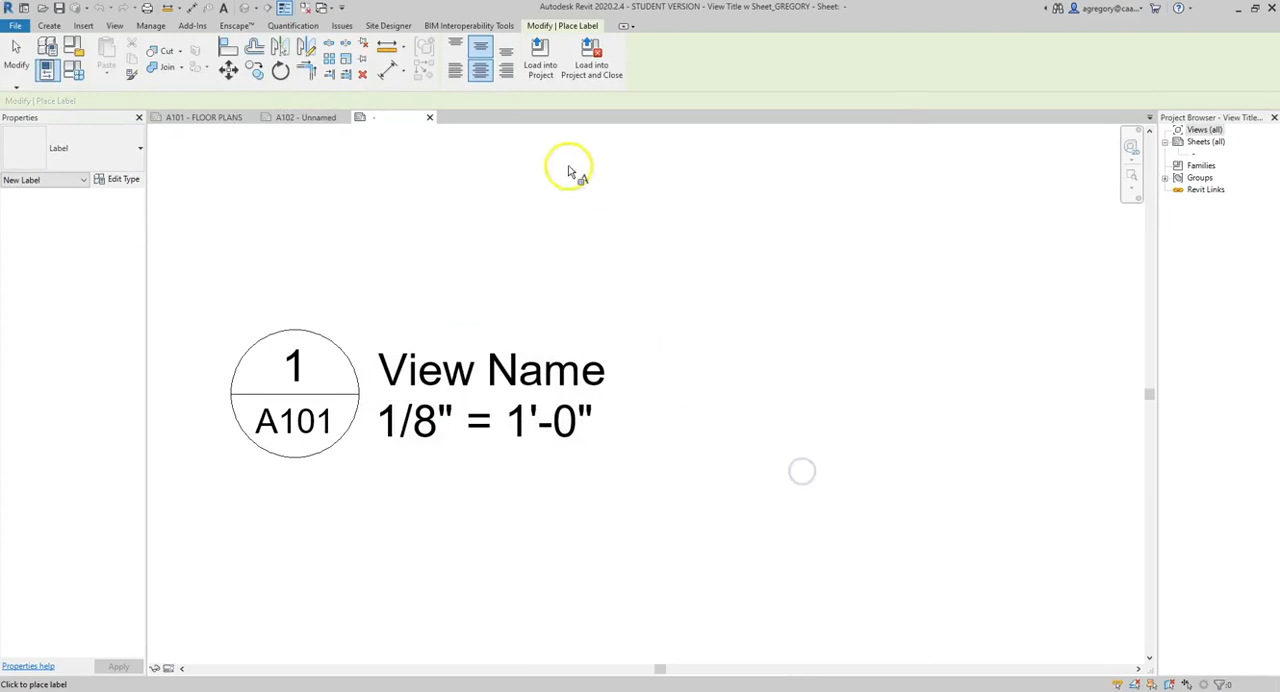 Autodesk Revit 2020.2.4 - STUDENT VERSION - View Title w Sheet_GREGORY - Sheet: -
agregory@caa...
File Create Insert View Manage Add-Ins Enscape™ Quantification Issues Site Designer BIM Interoperability Tools Modify | Place Label
Modify
Paste
Cut
Join
Load into
Project
Load into
Project and Close
Modify | Place Label
Properties
A101 - FLOOR PLANS
A102 - Unnamed
-
Project Browser - View Title...
Label
New Label
Edit Type
Views (all)
Sheets (all)
-
Families
Groups
Revit Links
1
A101
View Name
1/8" = 1'-0"
Properties help
Apply
Click to place label
:0